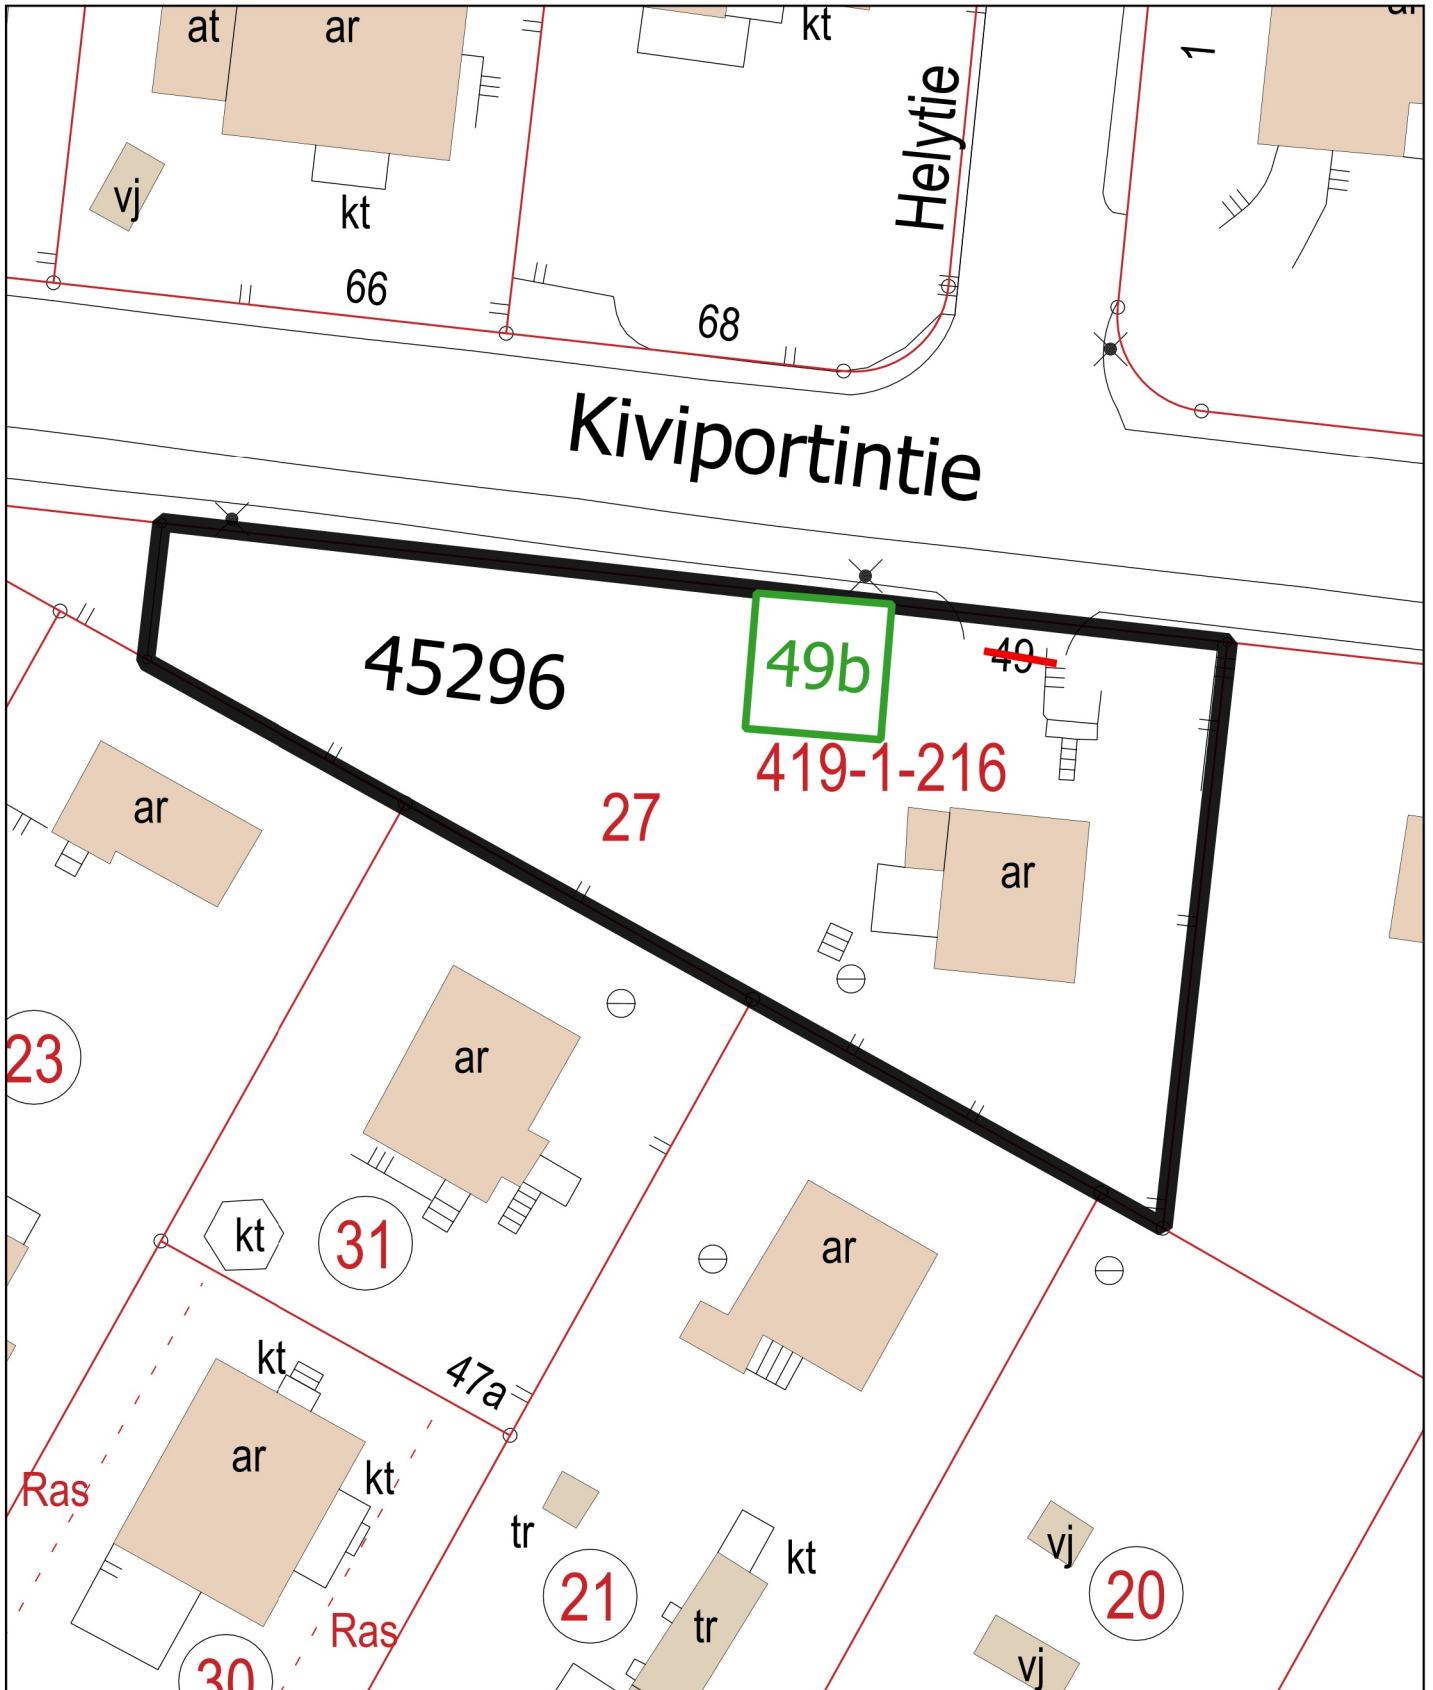 at
ar
kt
1
Helytie
vj
kt
66
68
Kiviportintie
45296
49b
49
419-1-216
27
ar
ar
23
ar
kt
31
ar
kt
47a
ar
kt
Ras
tr
kt
vj
21
20
tr
Ras
vj
30